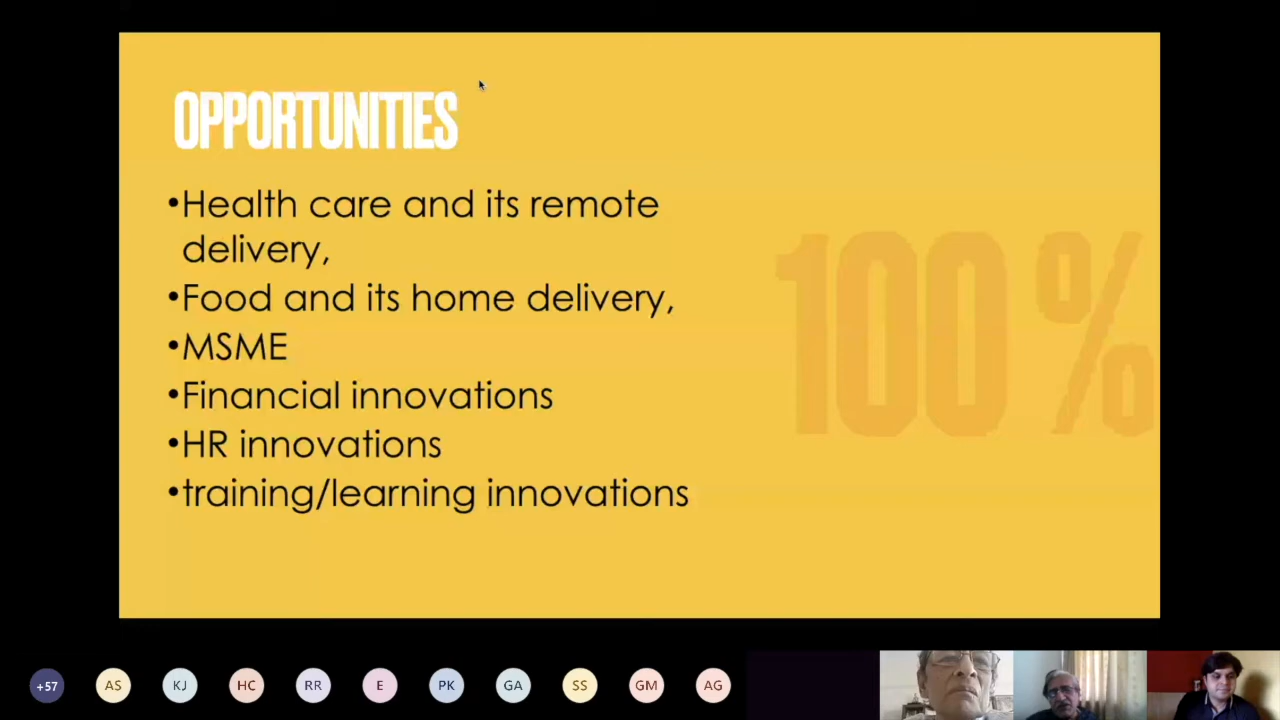 OPPORTUNITIES
•Health care and its remote
delivery,
•Food and its home delivery,
•MSME
•Financial innovations
•HR innovations
•training/learning innovations
100%
+57 AS KJ HC RR E PK GA SS GM AG